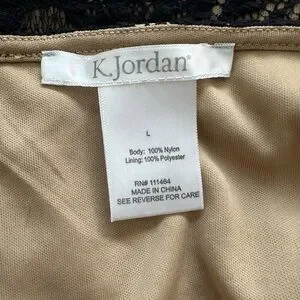 K.Jordan®
L
Body: 100% Nylon
Lining: 100% Polyester
RN# 111464
MADE IN CHINA
SEE REVERSE FOR CARE